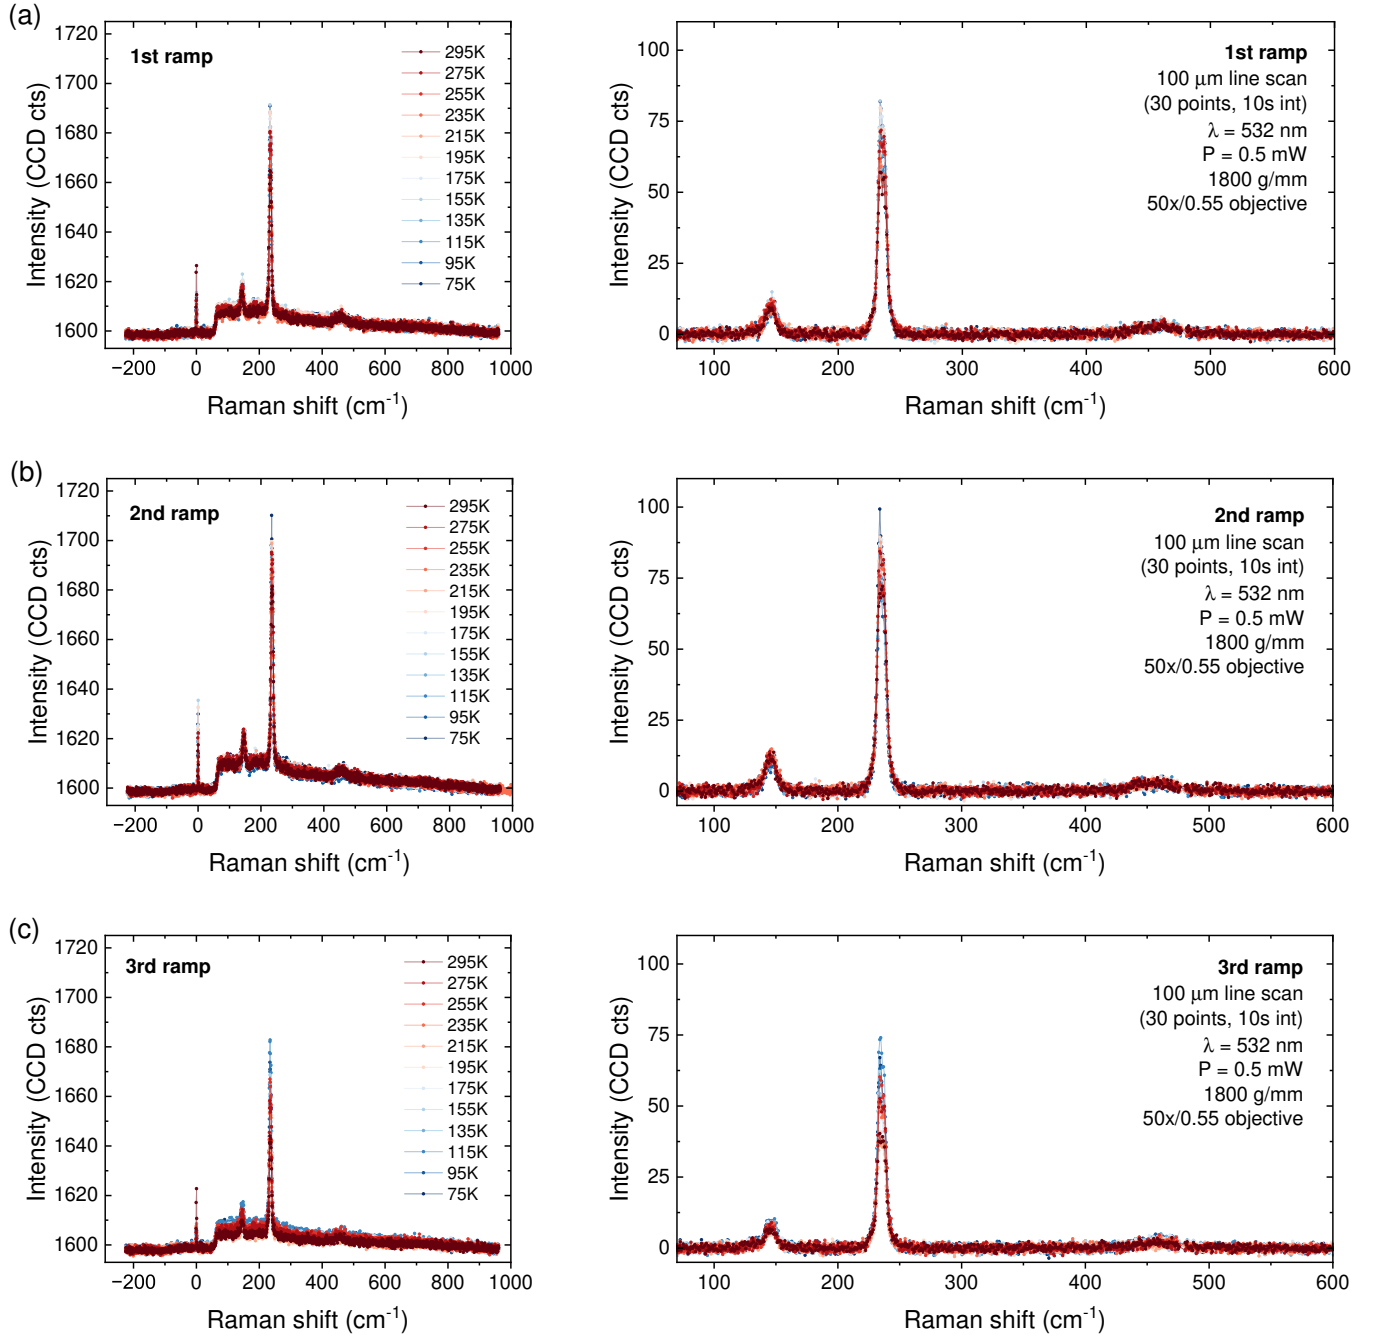 (a)
1720
1700
1680
1660
1640
1620
1600
Intensity (CCD cts)
1st ramp
295K
275K
255K
235K
215K
195K
175K
155K
135K
115K
95K
75K
−200 0 200 400 600 800 1000
Raman shift (cm⁻¹)
100
75
50
25
0
Intensity (CCD cts)
1st ramp
100 μm line scan
(30 points, 10s int)
λ = 532 nm
P = 0.5 mW
1800 g/mm
50x/0.55 objective
100 200 300 400 500 600
Raman shift (cm⁻¹)
(b)
1720
1700
1680
1660
1640
1620
1600
Intensity (CCD cts)
2nd ramp
295K
275K
255K
235K
215K
195K
175K
155K
135K
115K
95K
75K
−200 0 200 400 600 800 1000
Raman shift (cm⁻¹)
100
75
50
25
0
Intensity (CCD cts)
2nd ramp
100 μm line scan
(30 points, 10s int)
λ = 532 nm
P = 0.5 mW
1800 g/mm
50x/0.55 objective
100 200 300 400 500 600
Raman shift (cm⁻¹)
(c)
1720
1700
1680
1660
1640
1620
1600
Intensity (CCD cts)
3rd ramp
295K
275K
255K
235K
215K
195K
175K
155K
135K
115K
95K
75K
−200 0 200 400 600 800 1000
Raman shift (cm⁻¹)
100
75
50
25
0
Intensity (CCD cts)
3rd ramp
100 μm line scan
(30 points, 10s int)
λ = 532 nm
P = 0.5 mW
1800 g/mm
50x/0.55 objective
100 200 300 400 500 600
Raman shift (cm⁻¹)